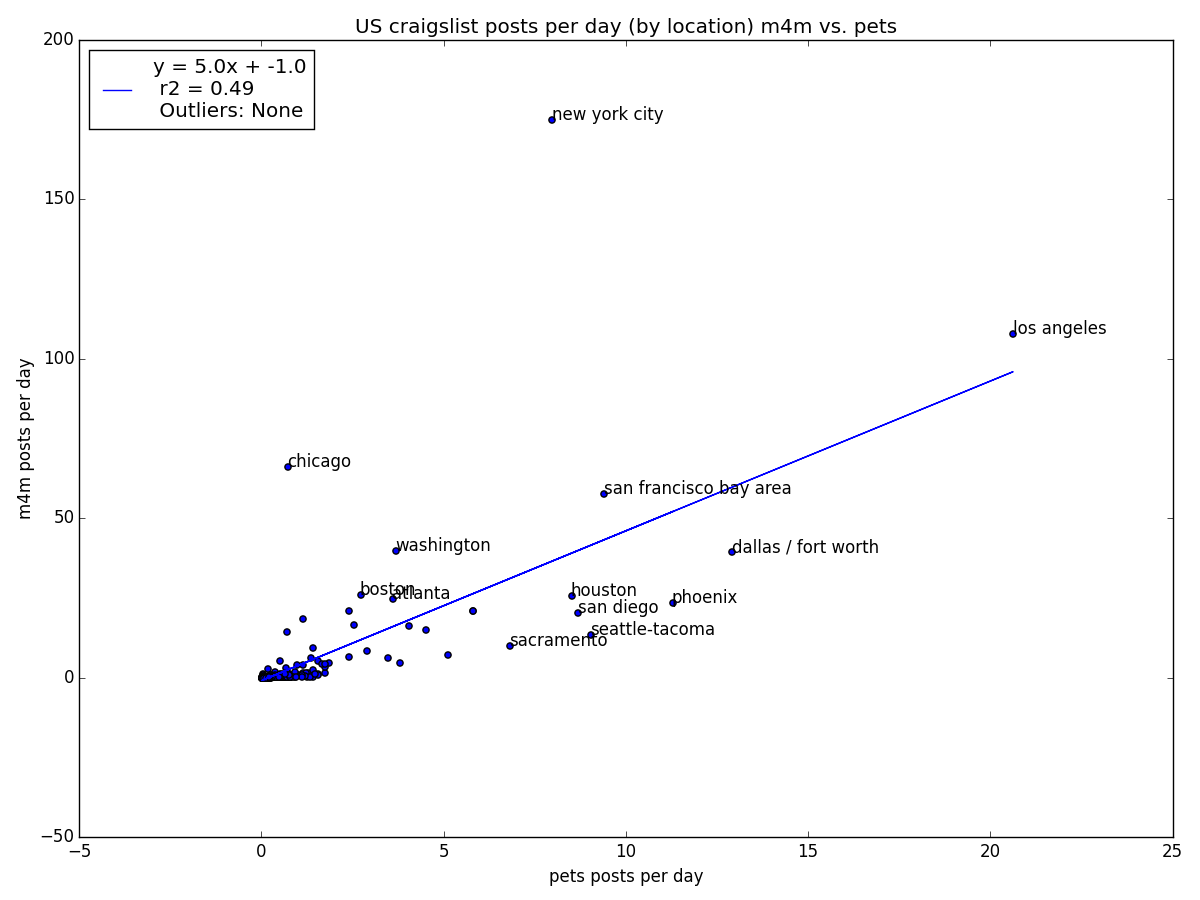 US craigslist posts per day (by location) m4m vs. pets
200
y = 5.0x + -1.0
r2 = 0.49
Outliers: None
new york city
150
los angeles
100
chicago
san francisco bay area
50
washington
dallas / fort worth
boston
atlanta
houston
phoenix
san diego
seattle-tacoma
sacramento
0
−50
m4m posts per day
−5 0 5 10 15 20 25
pets posts per day